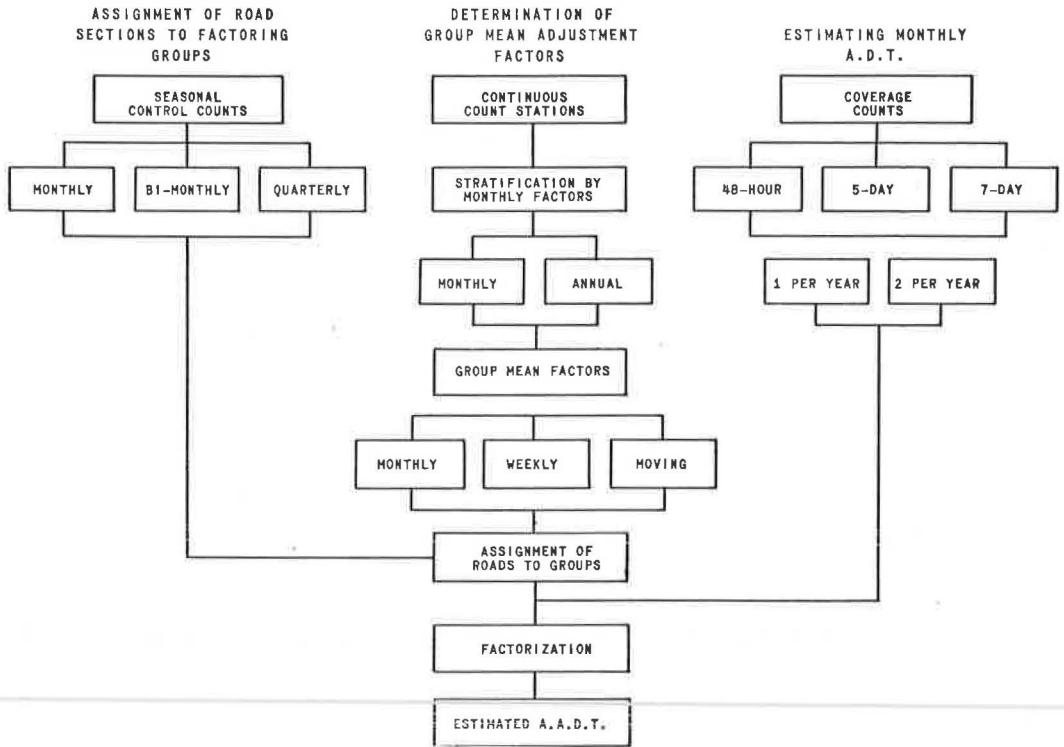 ASSIGNMENT OF ROAD
SECTIONS TO FACTORING
GROUPS
DETERMINATION OF
GROUP MEAN ADJUSTMENT
FACTORS
ESTIMATING MONTHLY
A.D.T.
SEASONAL
CONTROL COUNTS
CONTINUOUS
COUNT STATIONS
COVERAGE
COUNTS
MONTHLY
BI-MONTHLY
QUARTERLY
STRATIFICATION BY
MONTHLY FACTORS
48-HOUR
5-DAY
7-DAY
MONTHLY
ANNUAL
1 PER YEAR
2 PER YEAR
GROUP MEAN FACTORS
MONTHLY
WEEKLY
MOVING
ASSIGNMENT OF
ROADS TO GROUPS
FACTORIZATION
ESTIMATED A.A.D.T.